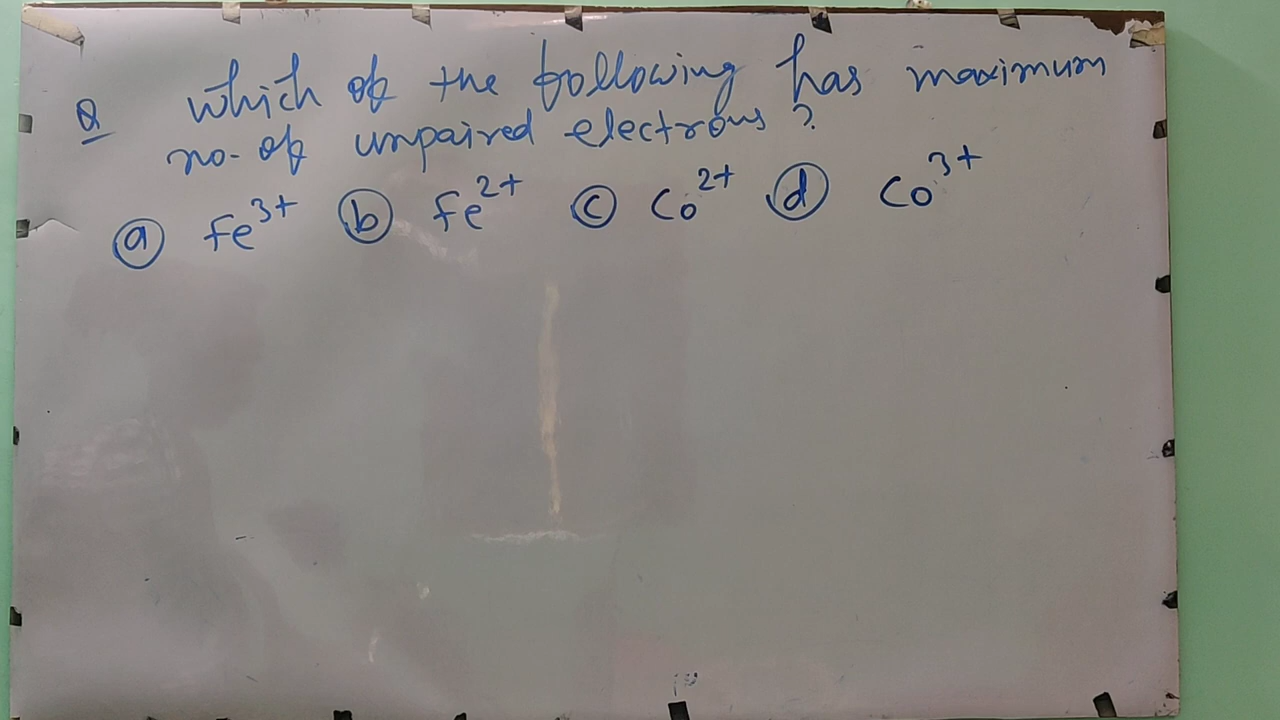 Q which of the following has maximum
no. of unpaired electrons ?
(a) Fe³⁺ (b) Fe²⁺ (c) Co²⁺ (d) Co³⁺